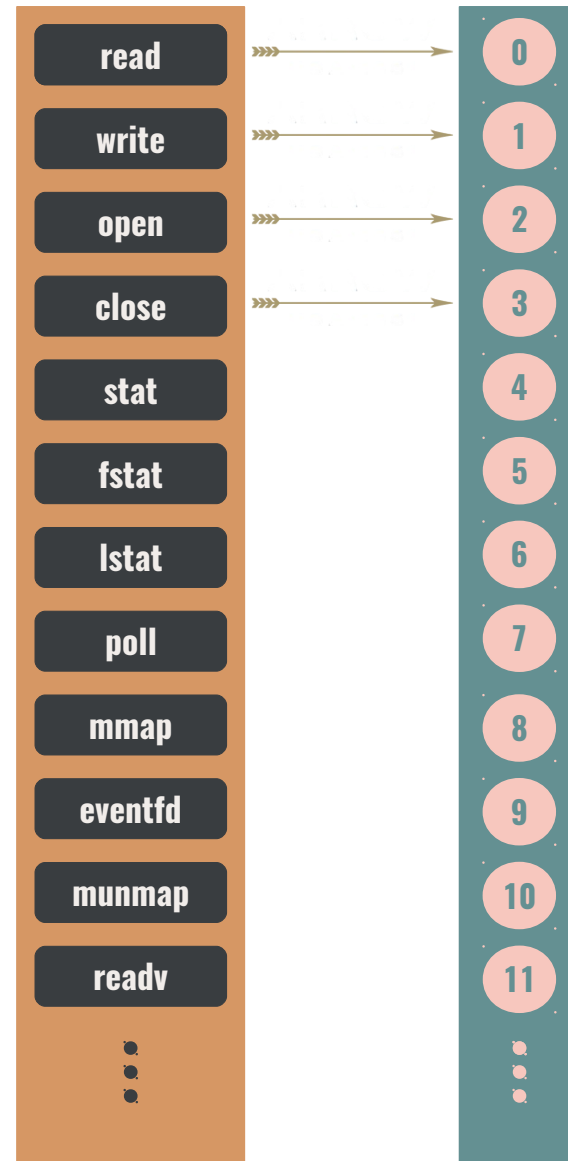 read 0
write 1
open 2
close 3
stat 4
fstat 5
lstat 6
poll 7
mmap 8
eventfd 9
munmap 10
readv 11